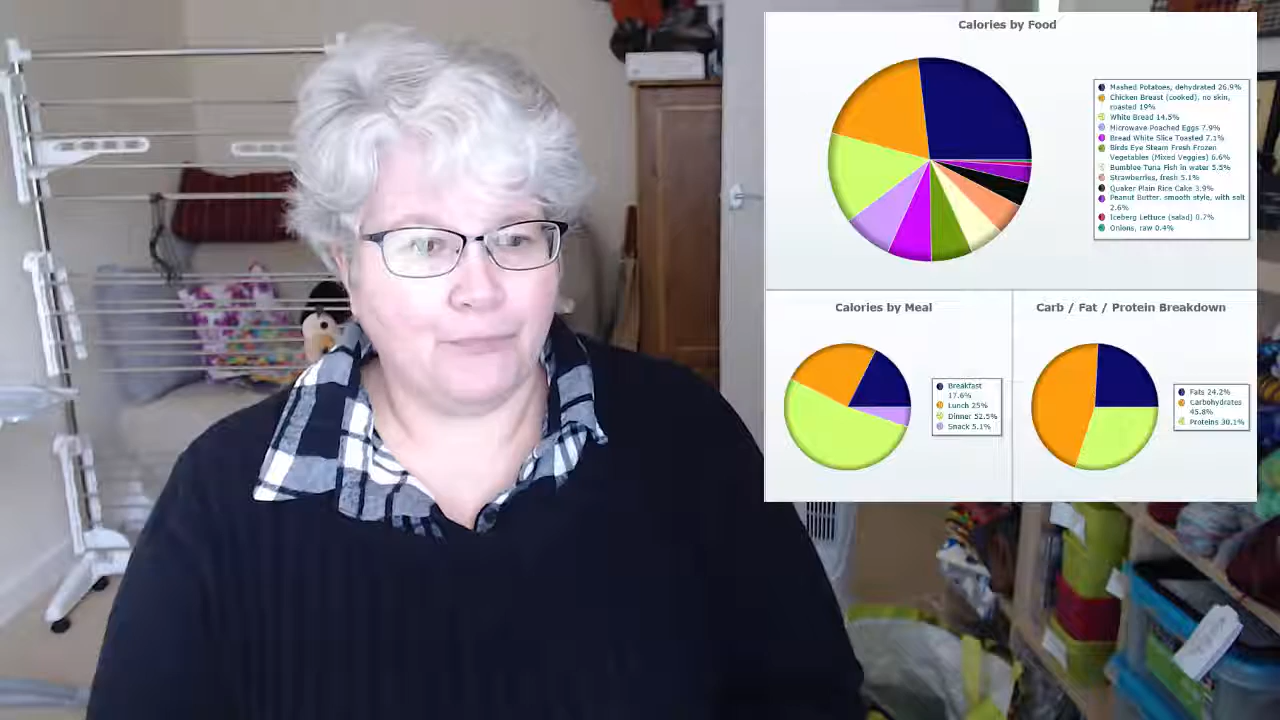 Calories by Food
Mashed Potatoes, dehydrated 26.9%
Chicken Breast (cooked), no skin,
roasted 19%
White Bread 14.5%
Microwave Poached Eggs 7.9%
Bread White Slice Toasted 7.1%
Birds Eye Steam Fresh Frozen
Vegetables (Mixed Veggies) 6.6%
Bumblee Tuna Fish in water 5.5%
Strawberries, fresh 5.1%
Quaker Plain Rice Cake 3.9%
Peanut Butter, smooth style, with salt
2.6%
Iceberg Lettuce (salad) 0.7%
Onions, raw 0.4%
Calories by Meal
Breakfast
17.6%
Lunch 25%
Dinner 52.5%
Snack 5.1%
Carb / Fat / Protein Breakdown
Fats 24.2%
Carbohydrates
45.8%
Proteins 30.1%